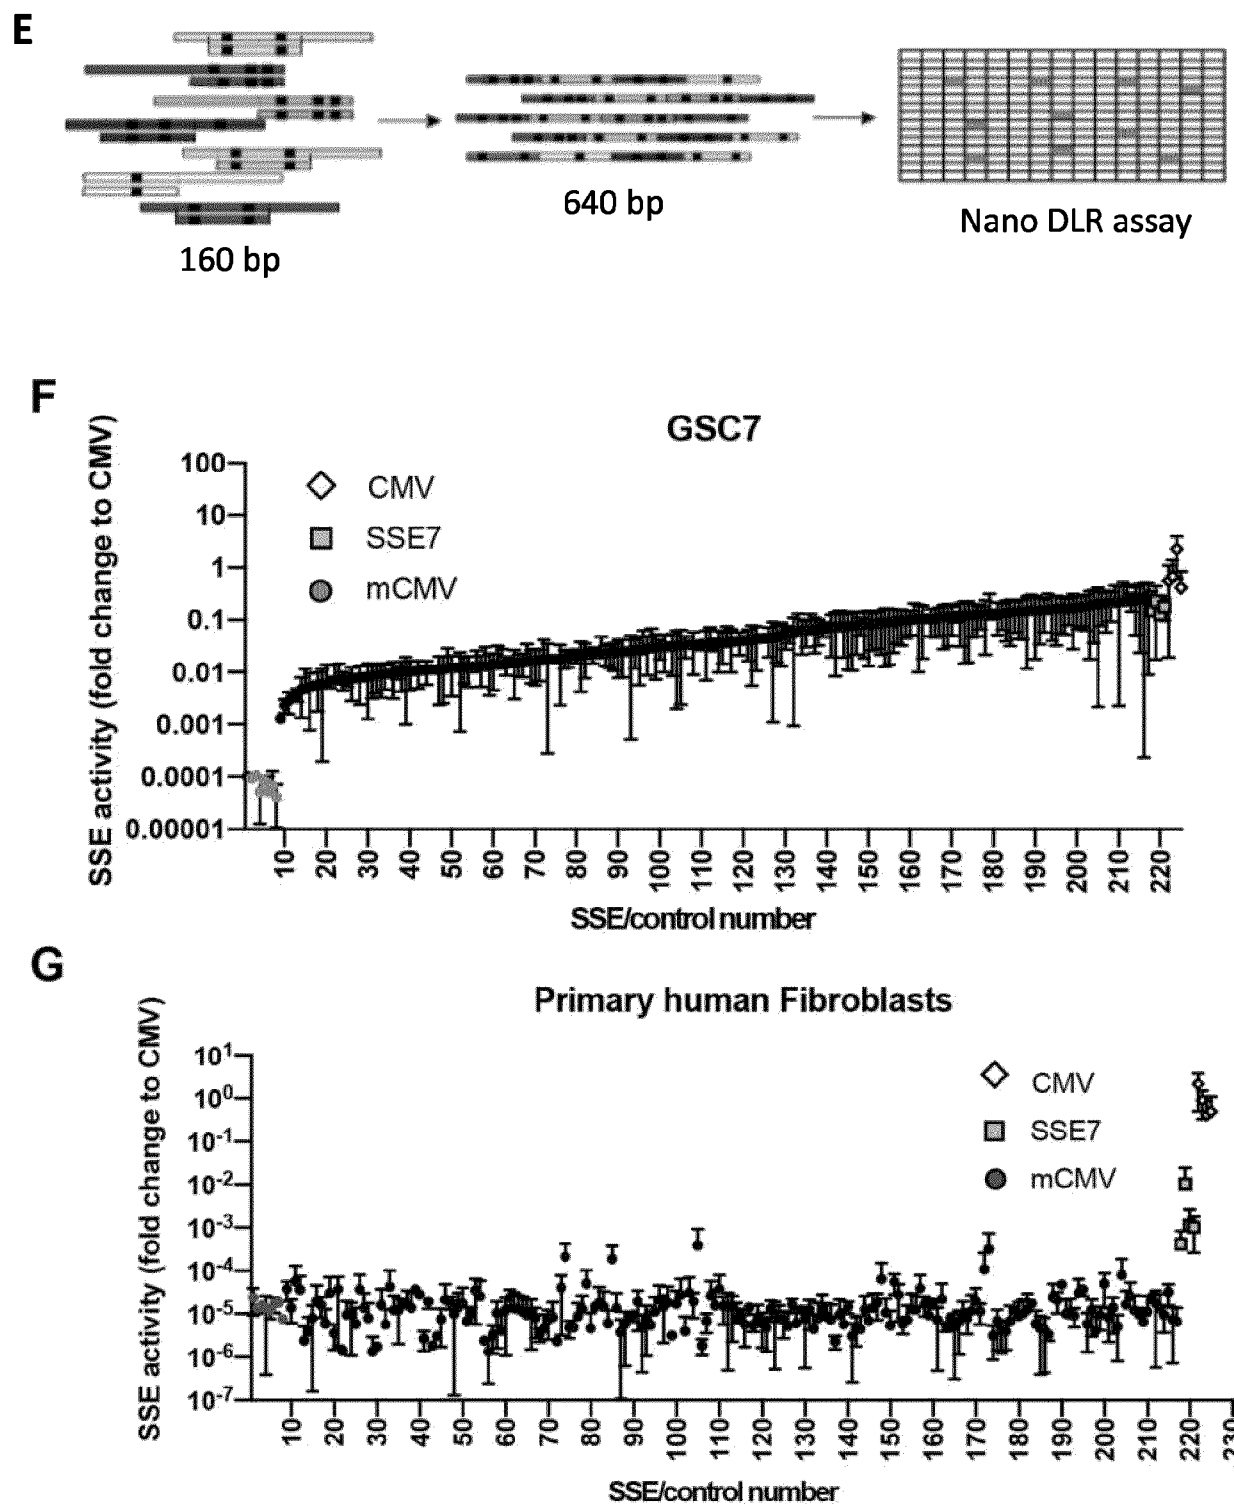 E
160 bp
640 bp
Nano DLR assay
F
GSC7
SSE activity (fold change to CMV)
100
10
1
0.1
0.01
0.001
0.0001
0.00001
CMV
SSE7
mCMV
10 20 30 40 50 60 70 80 90 100 110 120 130 140 150 160 170 180 190 200 210 220
SSE/control number
G
Primary human Fibroblasts
SSE activity (fold change to CMV)
10¹
10⁰
10⁻¹
10⁻²
10⁻³
10⁻⁴
10⁻⁵
10⁻⁶
10⁻⁷
CMV
SSE7
mCMV
10 20 30 40 50 60 70 80 90 100 110 120 130 140 150 160 170 180 190 200 210 220 230
SSE/control number